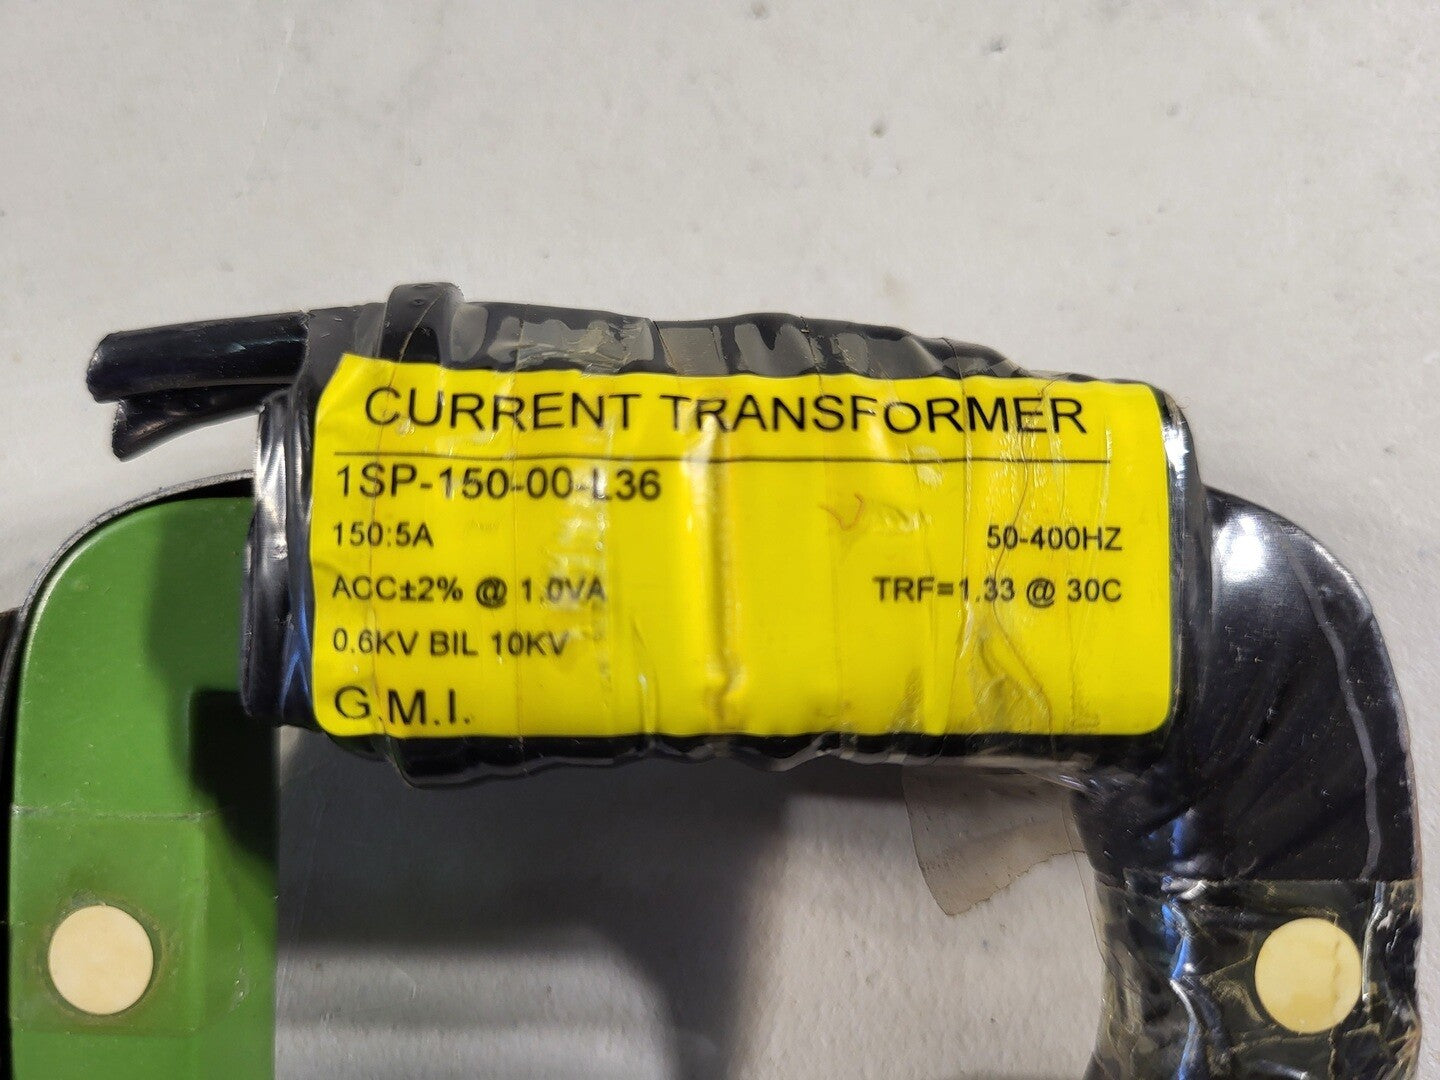 CURRENT TRANSFORMER
1SP-150-00-L36
150:5A 50-400HZ
ACC±2% @ 1.0VA TRF=1.33 @ 30C
0.6KV BIL 10KV
G.M.I.